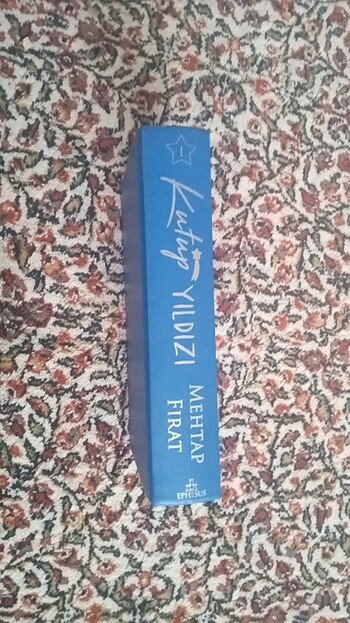 1
Kutup YILDIZI
MEHTAP
FIRAT
EPHESUS